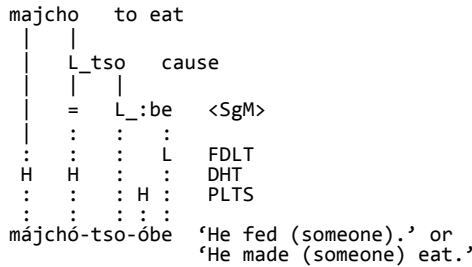 majcho to eat
| |
| L_tso cause
| | |
| = L_:be <SgM>
| : : :
: : : L FDLT
H H : : DHT
: : : H : PLTS
: : : : : :
májchó-tso-óbe ‘He fed (someone).’ or
‘He made (someone) eat.’